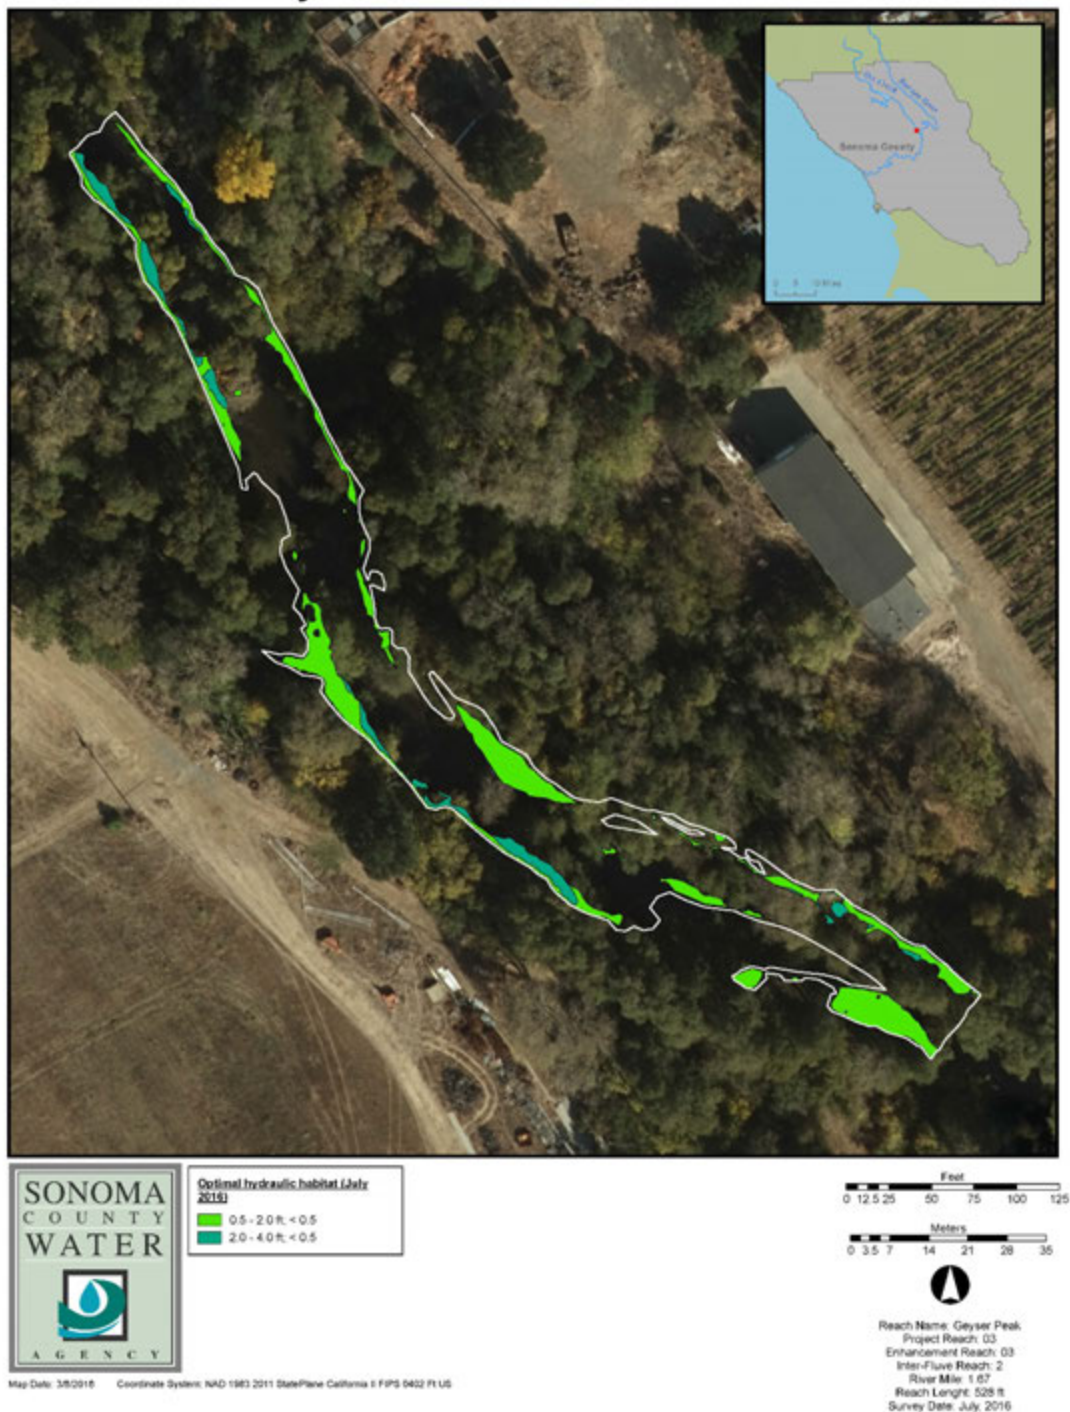 Sonoma County
SONOMA
COUNTY
WATER
AGENCY
Optimal hydraulic habitat (July
2016)
0.5 - 2.0 ft, < 0.5
2.0 - 4.0 ft, < 0.5
Feet
0 12.5 25 50 75 100 125
Meters
0 3.5 7 14 21 28 35
Reach Name: Geyser Peak
Project Reach: 03
Enhancement Reach: 03
Inter-Fluve Reach: 2
River Mile: 1.67
Reach Lenght: 528 ft
Survey Date: July, 2016
Map Date: Coordinate System: NAD 1983 2011 StatePlane California II FIPS 0402 Ft US